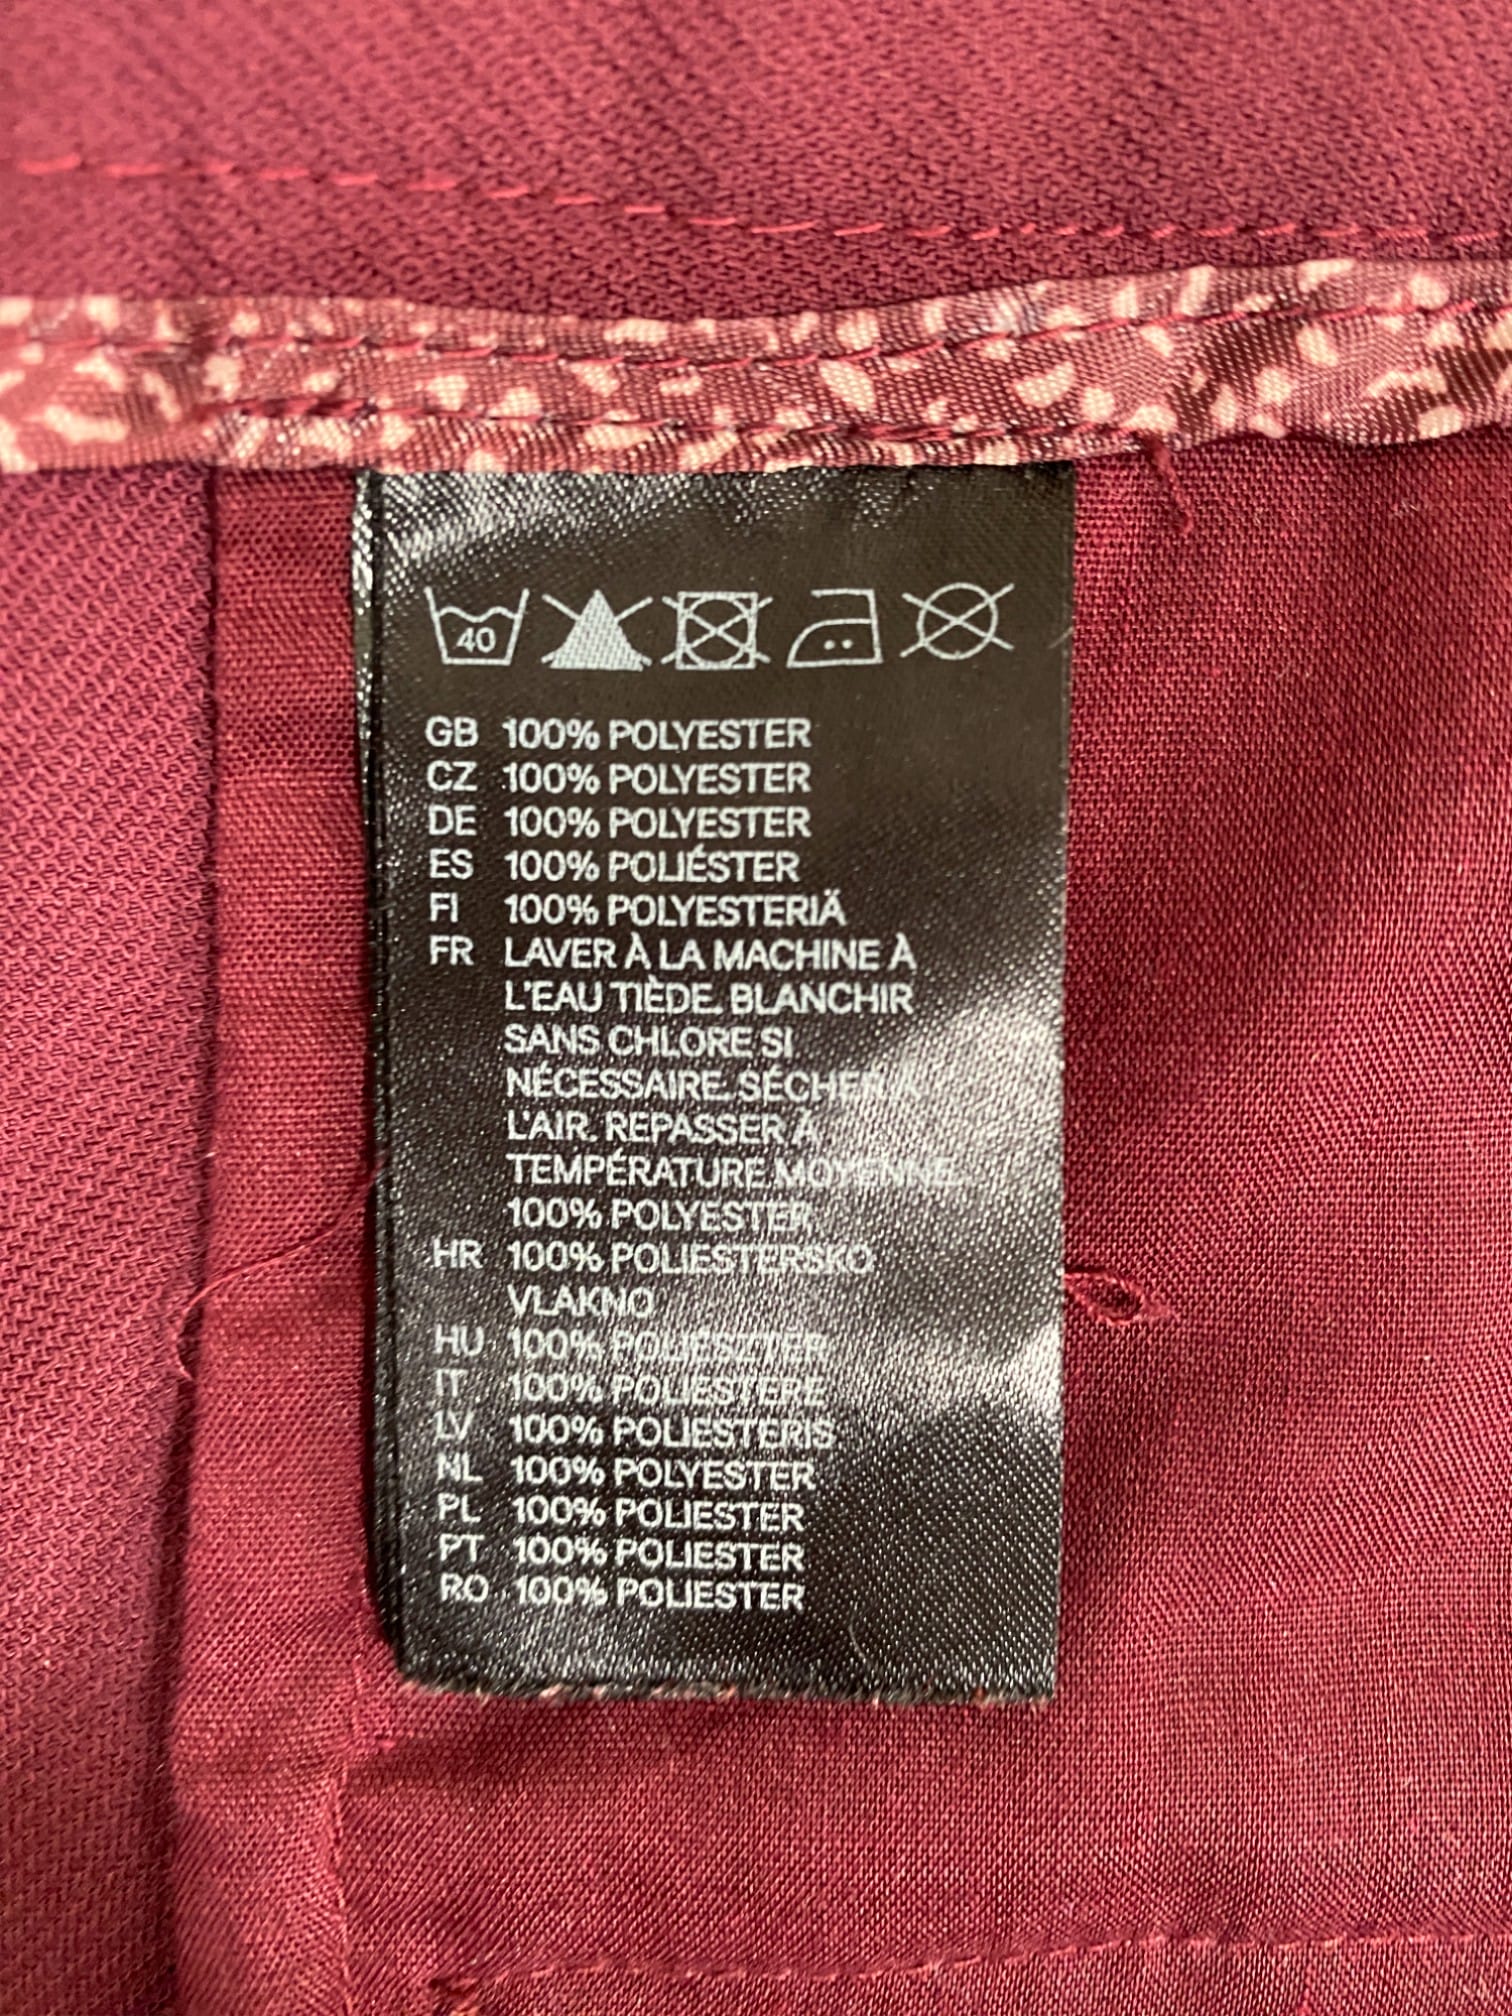 40
GB 100% POLYESTER
CZ 100% POLYESTER
DE 100% POLYESTER
ES 100% POLIÉSTER
FI 100% POLYESTERIÄ
FR LAVER À LA MACHINE À
L'EAU TIÈDE. BLANCHIR
SANS CHLORE SI
NÉCESSAIRE. SÉCHER À
L'AIR. REPASSER À
TEMPÉRATURE MOYENNE.
100% POLYESTER
HR 100% POLIESTERSKO
VLAKNO
HU 100% POLIÉSZTER
IT 100% POLIESTERE
LV 100% POLIESTERIS
NL 100% POLYESTER
PL 100% POLIESTER
PT 100% POLIÉSTER
RO 100% POLIESTER